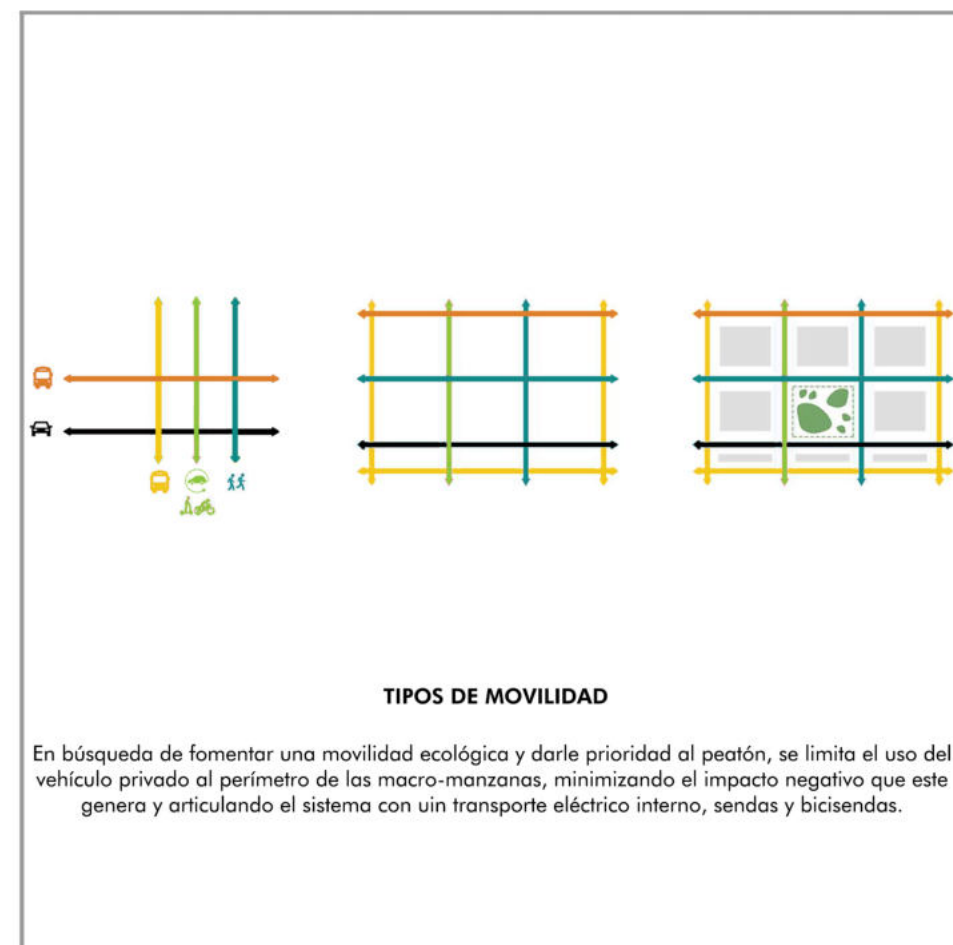 TIPOS DE MOVILIDAD
En búsqueda de fomentar una movilidad ecológica y darle prioridad al peatón, se limita el uso del
vehículo privado al perímetro de las macro-manzanas, minimizando el impacto negativo que este
genera y articulando el sistema con uin transporte eléctrico interno, sendas y bicisendas.